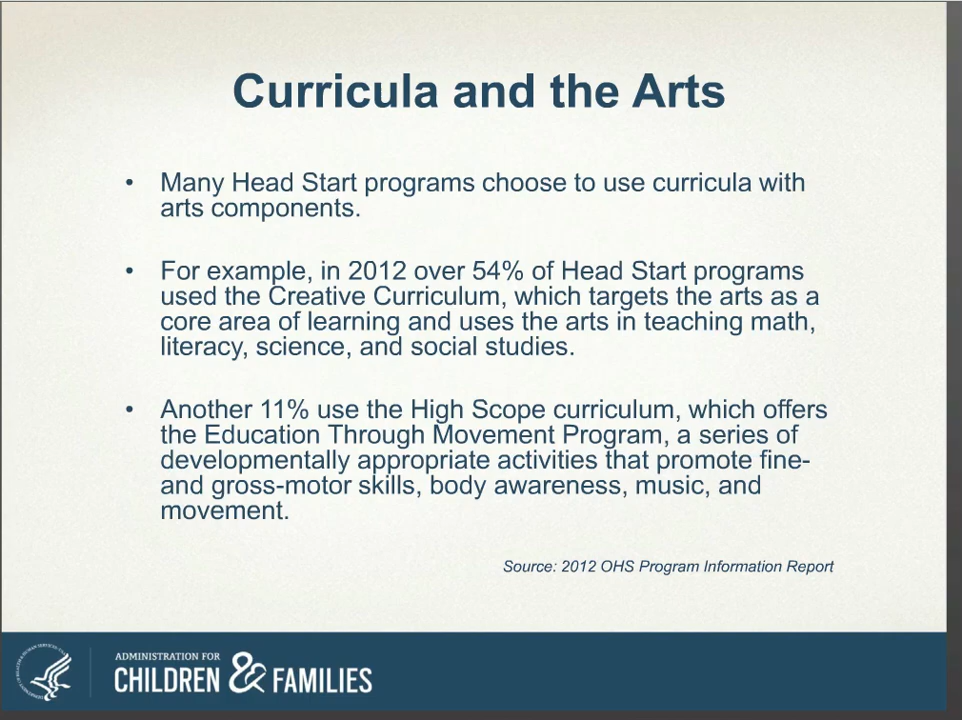 Curricula and the Arts
• Many Head Start programs choose to use curricula with
arts components.
• For example, in 2012 over 54% of Head Start programs
used the Creative Curriculum, which targets the arts as a
core area of learning and uses the arts in teaching math,
literacy, science, and social studies.
• Another 11% use the High Scope curriculum, which offers
the Education Through Movement Program, a series of
developmentally appropriate activities that promote fine-
and gross-motor skills, body awareness, music, and
movement.
Source: 2012 OHS Program Information Report
ADMINISTRATION FOR
CHILDREN & FAMILIES